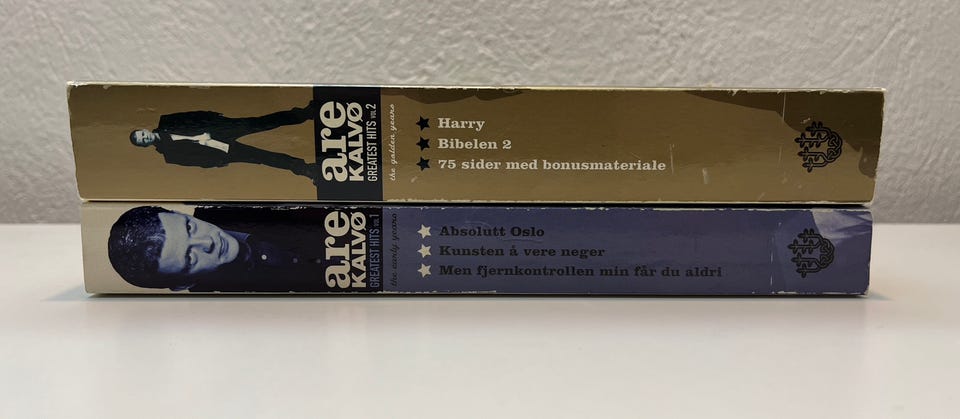 are
KALVØ
GREATEST HITS VOL 2
the golden years
Harry
Bibelen 2
75 sider med bonusmateriale
are
KALVØ
GREATEST HITS VOL 1
the early years
Absolutt Oslo
Kunsten å vere neger
Men fjernkontrollen min får du aldri